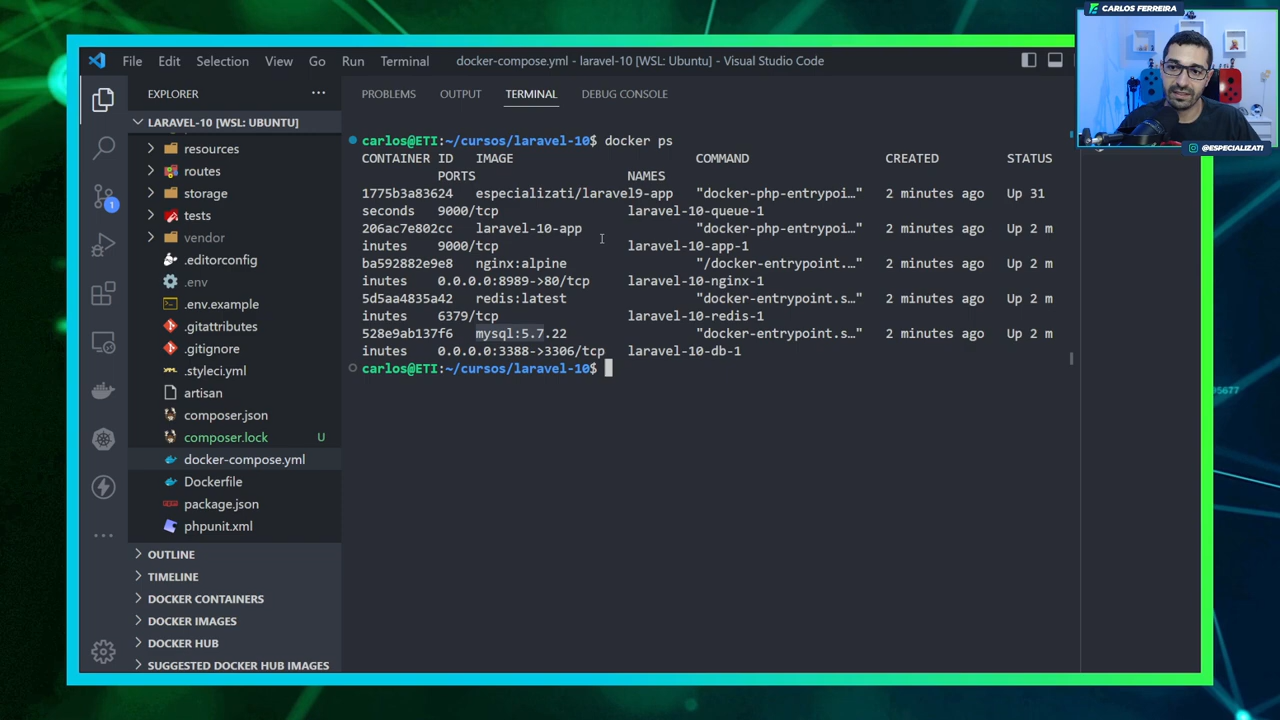 CARLOS FERREIRA
@ESPECIALIZATI
File Edit Selection View Go Run Terminal docker-compose.yml - laravel-10 [WSL: Ubuntu] - Visual Studio Code
EXPLORER
LARAVEL-10 [WSL: UBUNTU]
resources
routes
storage
tests
vendor
.editorconfig
.env
.env.example
.gitattributes
.gitignore
.styleci.yml
artisan
composer.json
composer.lock U
docker-compose.yml
Dockerfile
package.json
phpunit.xml
OUTLINE
TIMELINE
DOCKER CONTAINERS
DOCKER IMAGES
DOCKER HUB
SUGGESTED DOCKER HUB IMAGES
1
PROBLEMS OUTPUT TERMINAL DEBUG CONSOLE
carlos@ETI:~/cursos/laravel-10$ docker ps
CONTAINER ID IMAGE COMMAND CREATED STATUS
PORTS NAMES
1775b3a83624 especializati/laravel9-app "docker-php-entrypoi…" 2 minutes ago Up 31
seconds 9000/tcp laravel-10-queue-1
206ac7e802cc laravel-10-app "docker-php-entrypoi…" 2 minutes ago Up 2 m
inutes 9000/tcp laravel-10-app-1
ba592882e9e8 nginx:alpine "/docker-entrypoint.…" 2 minutes ago Up 2 m
inutes 0.0.0.0:8989->80/tcp laravel-10-nginx-1
5d5aa4835a42 redis:latest "docker-entrypoint.s…" 2 minutes ago Up 2 m
inutes 6379/tcp laravel-10-redis-1
528e9ab137f6 mysql:5.7.22 "docker-entrypoint.s…" 2 minutes ago Up 2 m
inutes 0.0.0.0:3388->3306/tcp laravel-10-db-1
carlos@ETI:~/cursos/laravel-10$